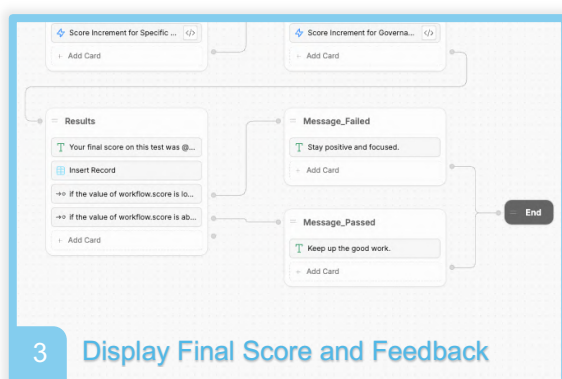 Score Increment for Specific ... </>
+ Add Card
Score Increment for Governa... </>
+ Add Card
Results
Your final score on this test was @...
Insert Record
if the value of workflow.score is lo...
if the value of workflow.score is ab...
+ Add Card
Message_Failed
Stay positive and focused.
+ Add Card
Message_Passed
Keep up the good work.
+ Add Card
End
3 Display Final Score and Feedback